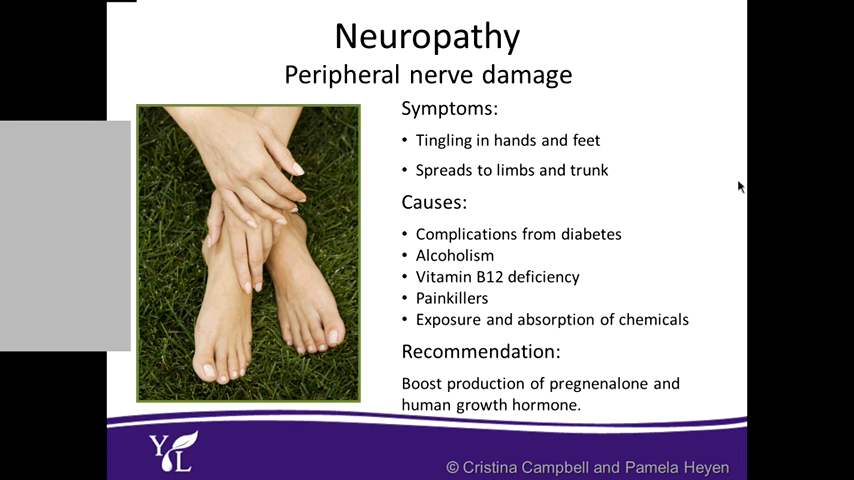 Neuropathy
Peripheral nerve damage
Symptoms:
• Tingling in hands and feet
• Spreads to limbs and trunk
Causes:
• Complications from diabetes
• Alcoholism
• Vitamin B12 deficiency
• Painkillers
• Exposure and absorption of chemicals
Recommendation:
Boost production of pregnenalone and
human growth hormone.
YL
© Cristina Campbell and Pamela Heyen